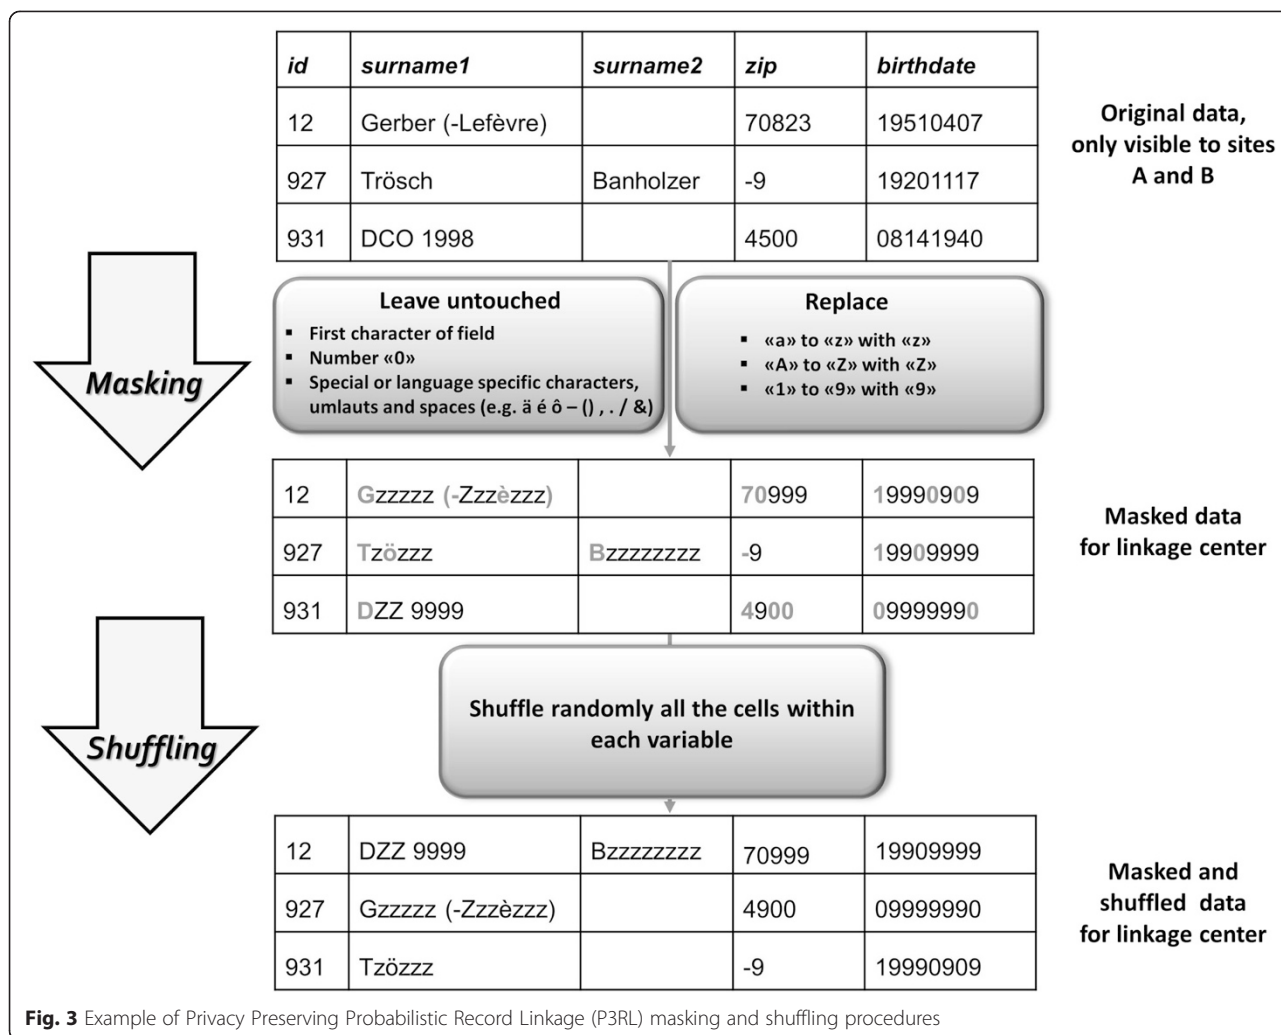 id surname1 surname2 zip birthdate
12 Gerber (-Lefèvre) 70823 19510407
927 Trösch Banholzer -9 19201117
931 DCO 1998 4500 08141940
Original data,
only visible to sites
A and B
Masking
Leave untouched
▪ First character of field
▪ Number «0»
▪ Special or language specific characters,
umlauts and spaces (e.g. ä é ô – () , . / &)
Replace
▪ «a» to «z» with «z»
▪ «A» to «Z» with «Z»
▪ «1» to «9» with «9»
12 Gzzzzz (-Zzzèzzz) 70999 19990909
927 Tzözzz Bzzzzzzzz -9 19909999
931 DZZ 9999 4900 09999990
Masked data
for linkage center
Shuffling
Shuffle randomly all the cells within
each variable
12 DZZ 9999 Bzzzzzzzz 70999 19909999
927 Gzzzzz (-Zzzèzzz) 4900 09999990
931 Tzözzz -9 19990909
Masked and
shuffled data
for linkage center
Fig. 3 Example of Privacy Preserving Probabilistic Record Linkage (P3RL) masking and shuffling procedures